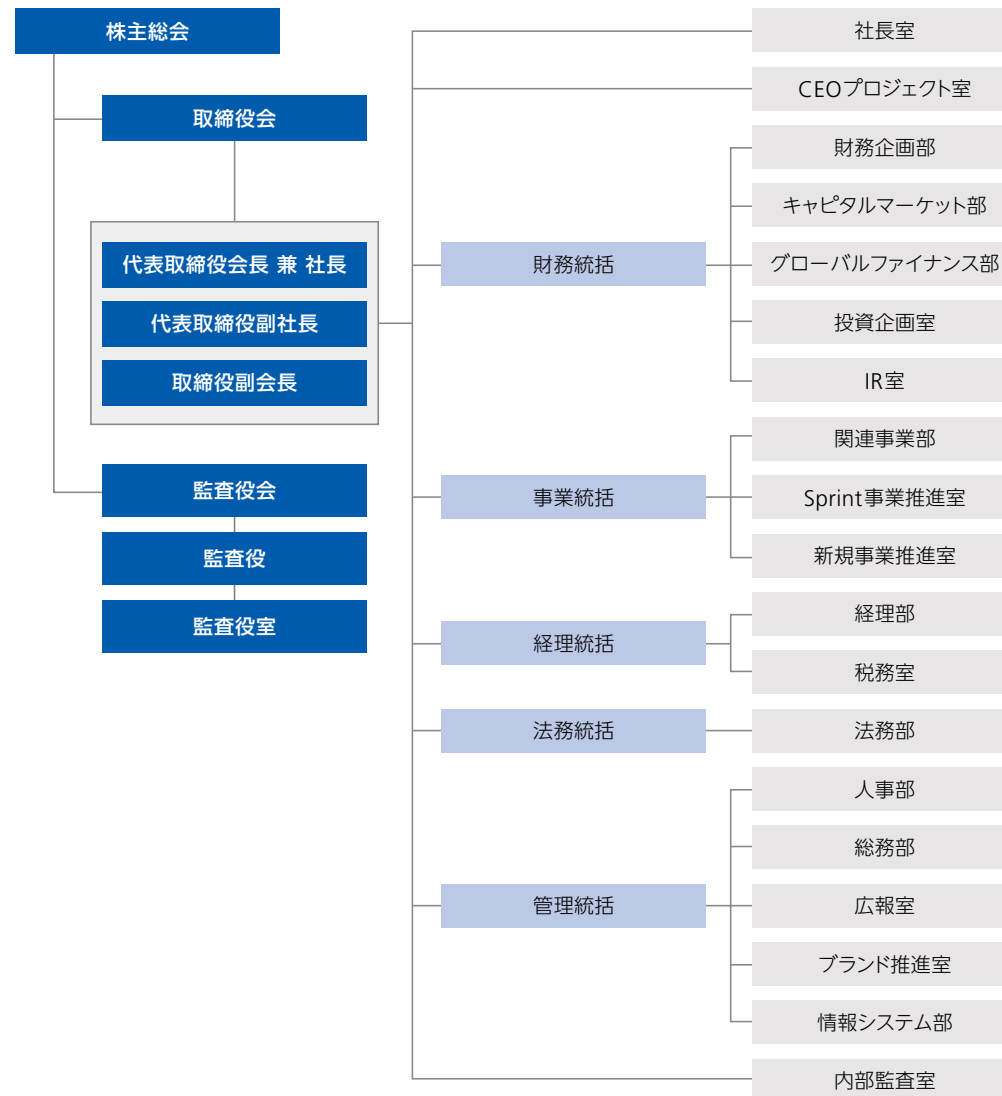 株主総会
取締役会
代表取締役会長 兼 社長
代表取締役副社長
取締役副会長
監査役会
監査役
監査役室
財務統括
事業統括
経理統括
法務統括
管理統括
社長室
CEOプロジェクト室
財務企画部
キャピタルマーケット部
グローバルファイナンス部
投資企画室
IR室
関連事業部
Sprint事業推進室
新規事業推進室
経理部
税務室
法務部
人事部
総務部
広報室
ブランド推進室
情報システム部
内部監査室